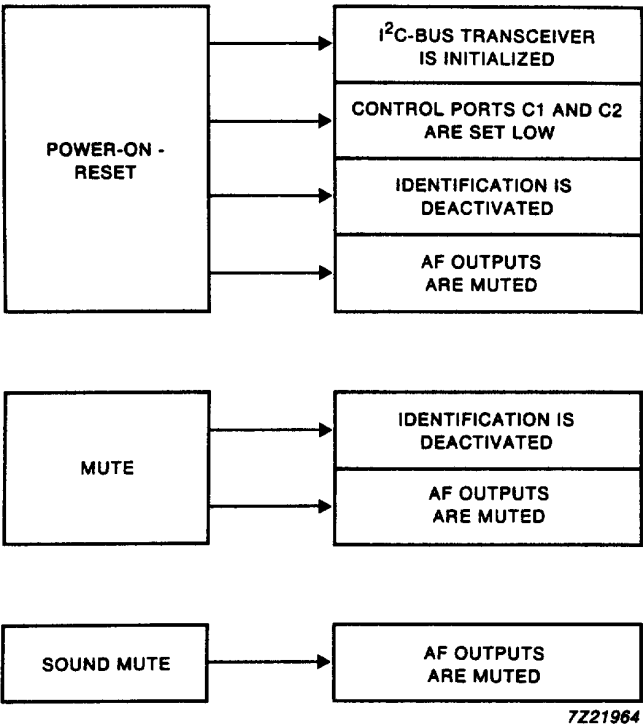 POWER-ON -
RESET
I²C-BUS TRANSCEIVER
IS INITIALIZED
CONTROL PORTS C1 AND C2
ARE SET LOW
IDENTIFICATION IS
DEACTIVATED
AF OUTPUTS
ARE MUTED
MUTE
IDENTIFICATION IS
DEACTIVATED
AF OUTPUTS
ARE MUTED
SOUND MUTE
AF OUTPUTS
ARE MUTED
7Z21964